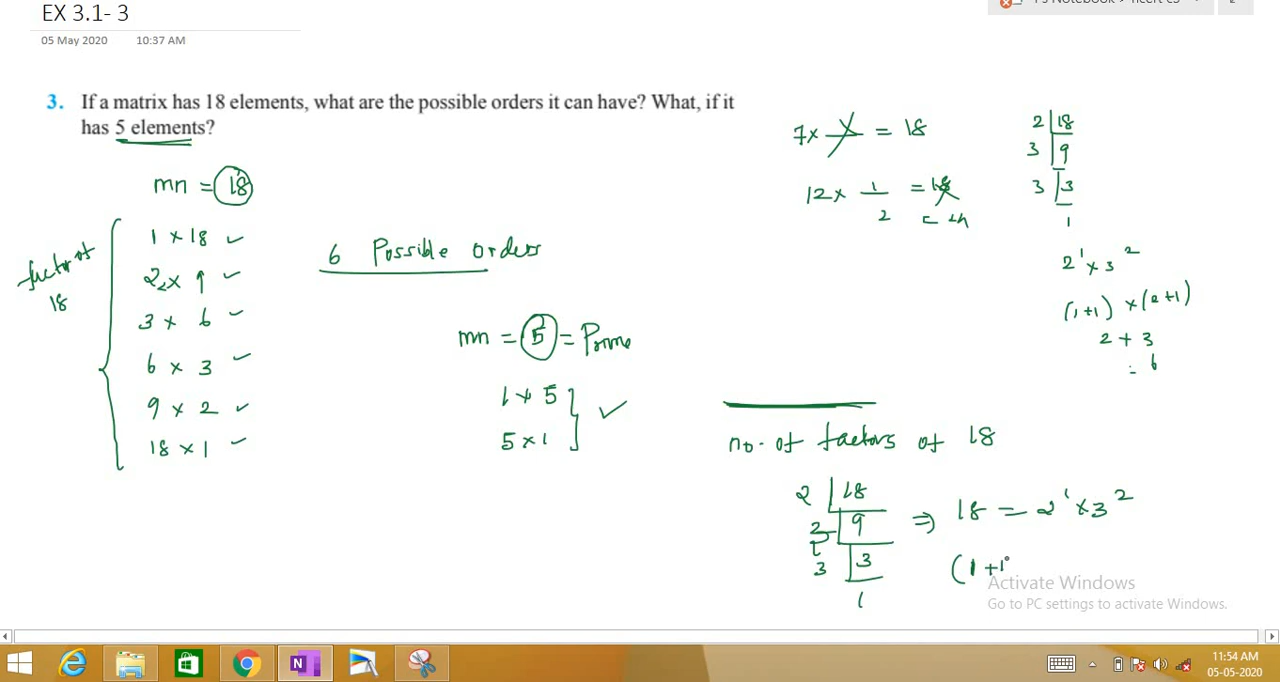 EX 3.1- 3
05 May 2020 10:37 AM
3. If a matrix has 18 elements, what are the possible orders it can have? What, if it
has 5 elements?
mn = 18
factor of
18
1 × 18 ✓
2 × 9 ✓
3 × 6 ✓
6 × 3 ✓
9 × 2 ✓
18 × 1 ✓
6 Possible orders
mn = 5 = Prime
1 × 5
5 × 1
✓
7 × = 18
12 × 1 = 18
2
2 | 18
3 | 9
3 | 3
1
2¹ × 3²
(1+1) × (2+1)
2 + 3
= 6
no. of factors of 18
2 | 18
9
3 | 3
1
⇒ 18 = 2¹ × 3²
(1 + 1
Activate Windows
Go to PC settings to activate Windows.
11:54 AM
05-05-2020